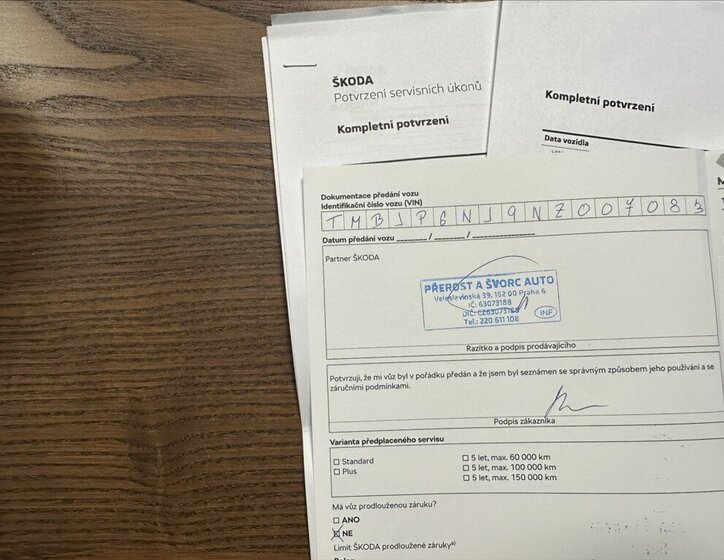 ŠKODA
Potvrzení servisních úkonů
Kompletní potvrzení
Kompletní potvrzení
Data vozidla
Dokumentace předání vozu
Identifikační číslo vozu (VIN)
TMBJP6NJ9NZ007083
Datum předání vozu ______ / ______ / ____________
Partner ŠKODA
PŘEROST A ŠVORC AUTO
Veleslavínská 39, 162 00 Praha 6
IČ: 63073188
DIČ: CZ63073188
Tel.: 220 611 108
INF
Razítko a podpis prodávajícího
Potvrzuji, že mi vůz byl v pořádku předán a že jsem byl seznámen se správným způsobem jeho používání a se
záručními podmínkami.
Podpis zákazníka
Varianta předplaceného servisu
☐ Standard ☐ 5 let, max. 60 000 km
☐ Plus ☐ 5 let, max. 100 000 km
☐ 5 let, max. 150 000 km
Má vůz prodlouženou záruku?
☐ ANO
☒ NE
Limit ŠKODA prodloužené záruky⁴⁾